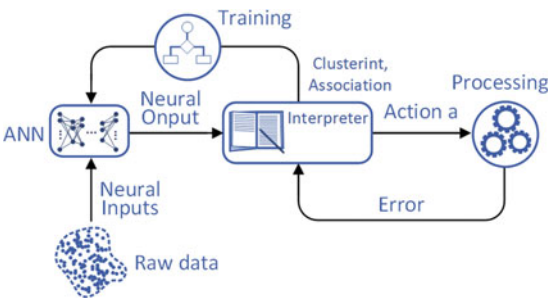 Training
Clusterint,
Association
Processing
ANN
Neural
Onput
Interpreter
Action a
Neural
Inputs
Error
Raw data